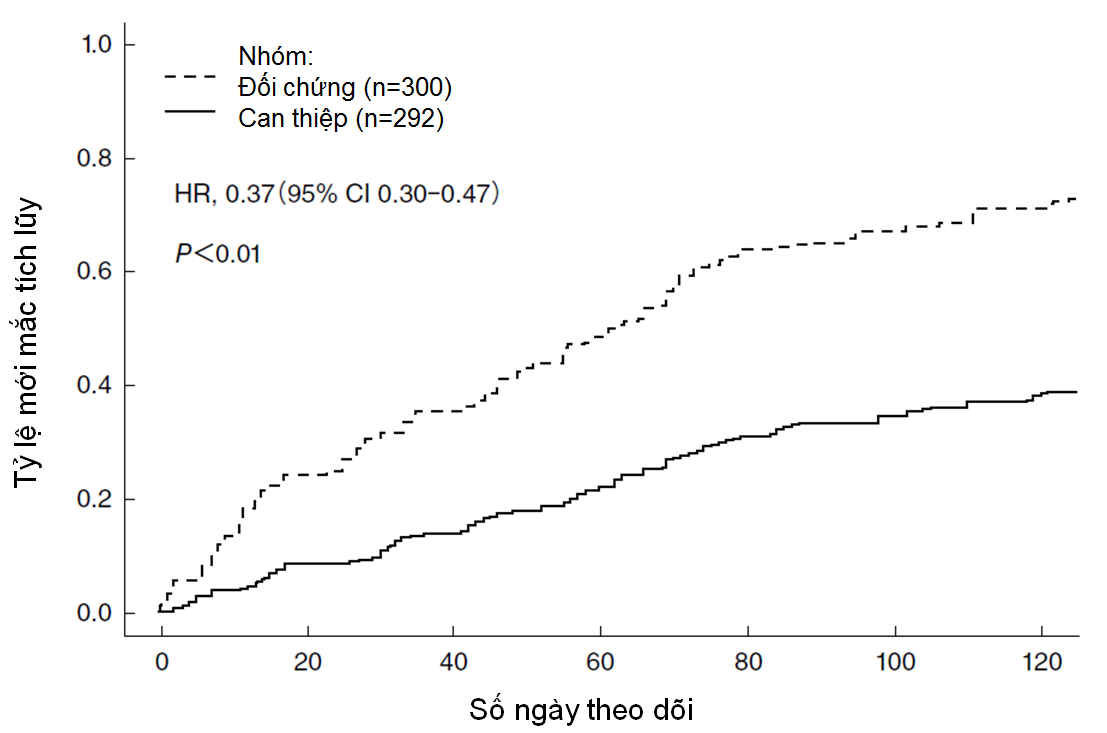 1.0
0.8
0.6
0.4
0.2
0.0
Tỷ lệ mới mắc tích lũy
Nhóm:
Đối chứng (n=300)
Can thiệp (n=292)
HR, 0.37(95% CI 0.30−0.47)
P<0.01
0 20 40 60 80 100 120
Số ngày theo dõi